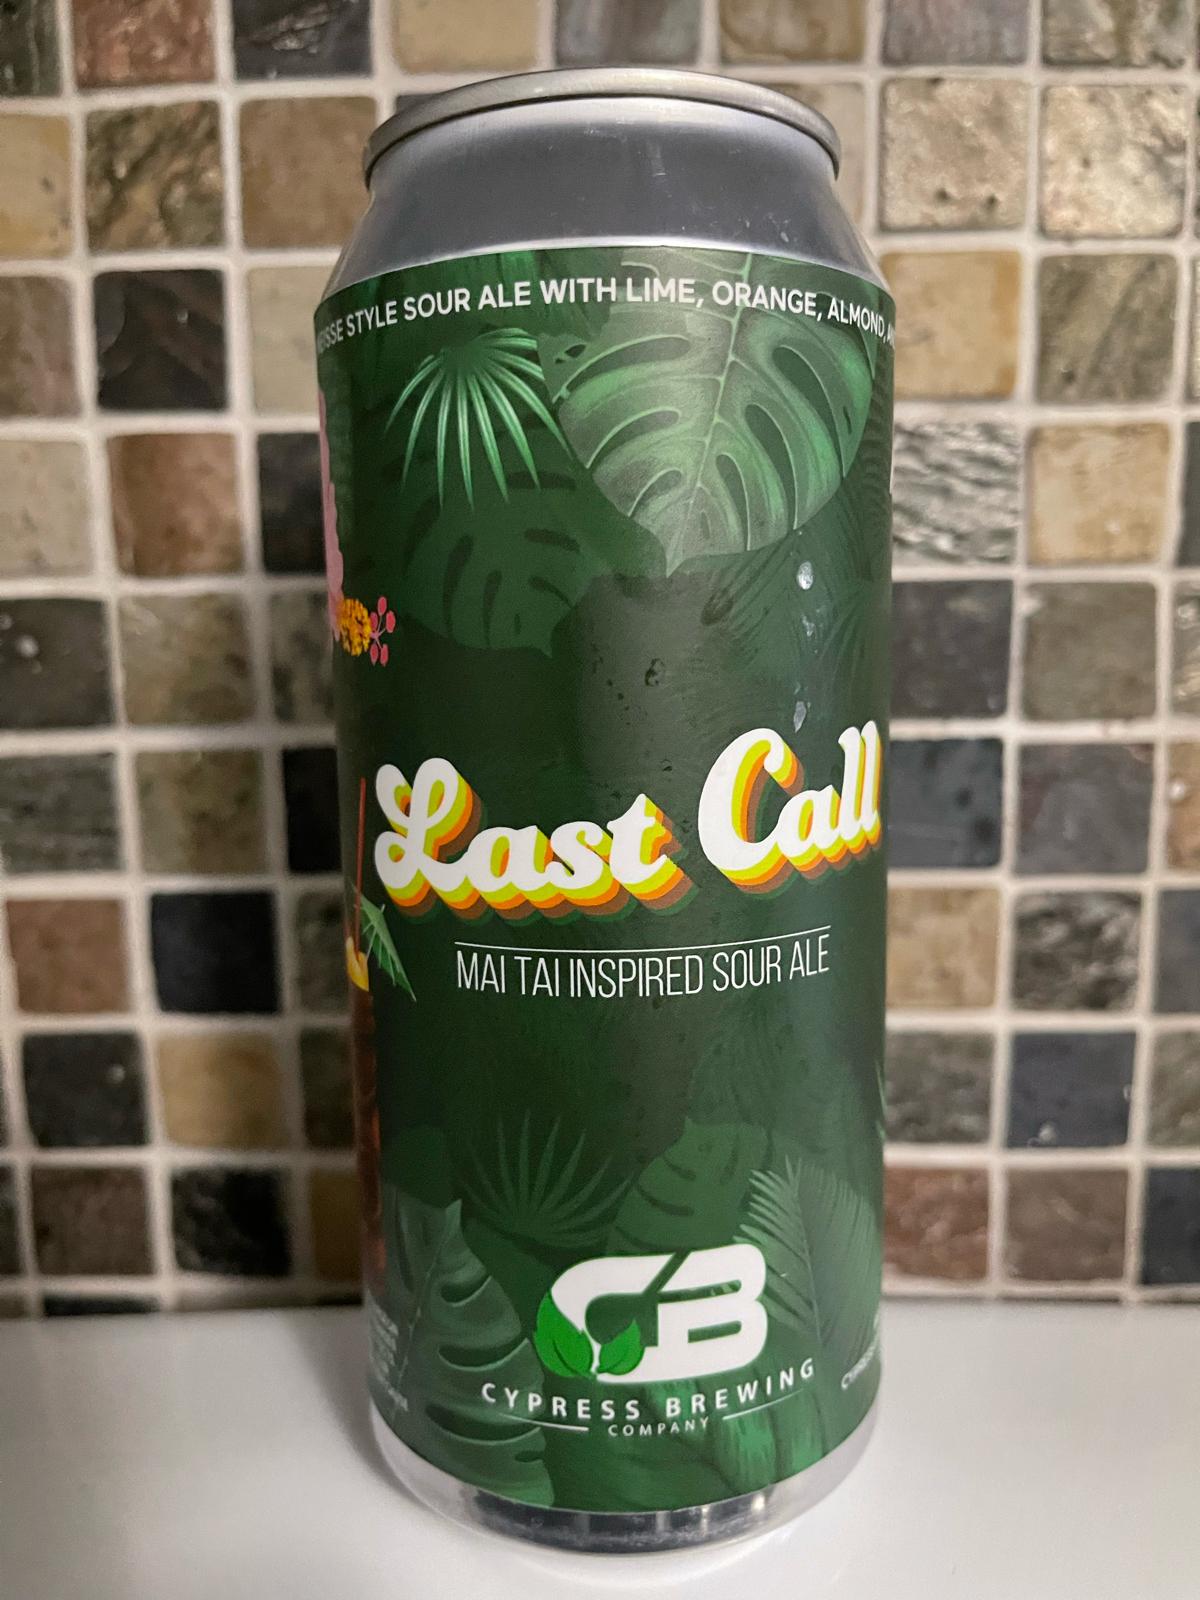 STYLE SOUR ALE WITH LIME, ORANGE, ALMOND,
Last Call
MAI TAI INSPIRED SOUR ALE
CB
CYPRESS BREWING
COMPANY